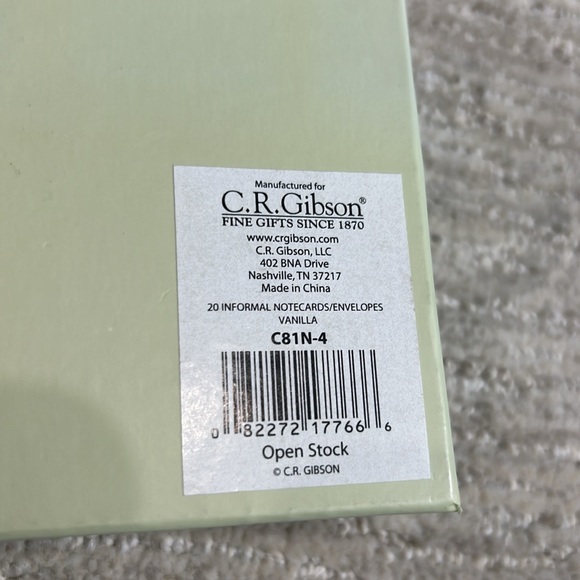 Manufactured for
C.R.Gibson®
FINE GIFTS SINCE 1870
www.crgibson.com
C.R. Gibson, LLC
402 BNA Drive
Nashville, TN 37217
Made in China
20 INFORMAL NOTECARDS/ENVELOPES
VANILLA
C81N-4
0 82272 17766 6
Open Stock
© C.R. GIBSON